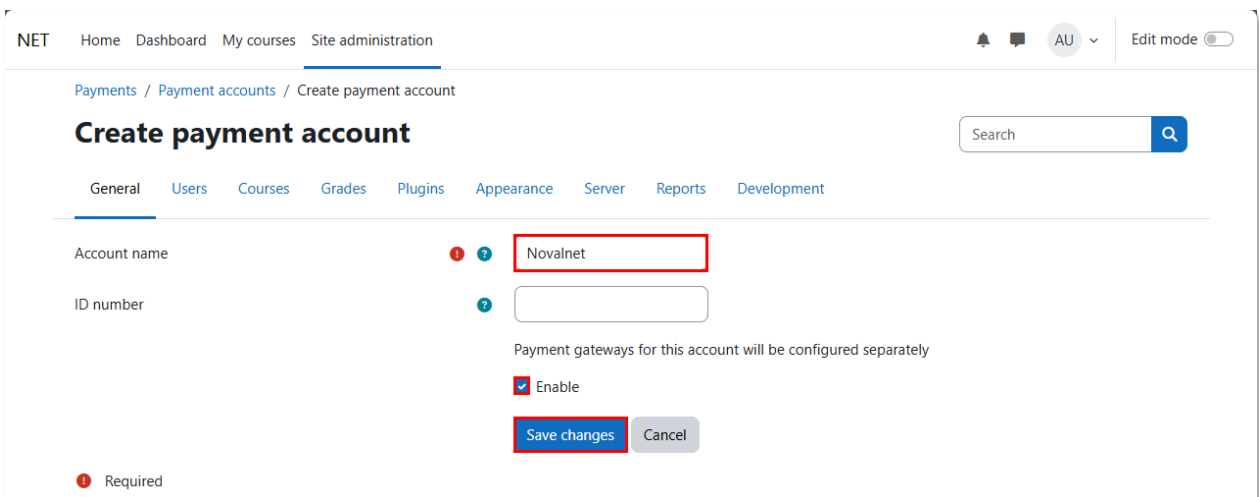 NET Home Dashboard My courses Site administration AU Edit mode
Payments / Payment accounts / Create payment account
Create payment account
Search
General Users Courses Grades Plugins Appearance Server Reports Development
Account name ! ? Novalnet
ID number ?
Payment gateways for this account will be configured separately
Enable
Save changes Cancel
! Required